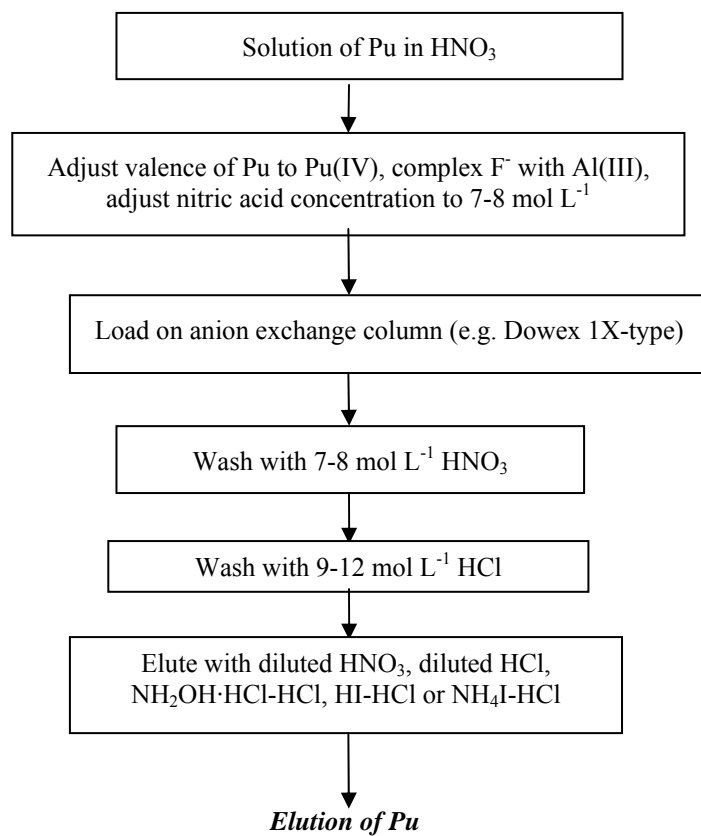 Solution of Pu in HNO₃
Adjust valence of Pu to Pu(IV), complex F⁻ with Al(III),
adjust nitric acid concentration to 7-8 mol L⁻¹
Load on anion exchange column (e.g. Dowex 1X-type)
Wash with 7-8 mol L⁻¹ HNO₃
Wash with 9-12 mol L⁻¹ HCl
Elute with diluted HNO₃, diluted HCl,
NH₂OH·HCl-HCl, HI-HCl or NH₄I-HCl
Elution of Pu